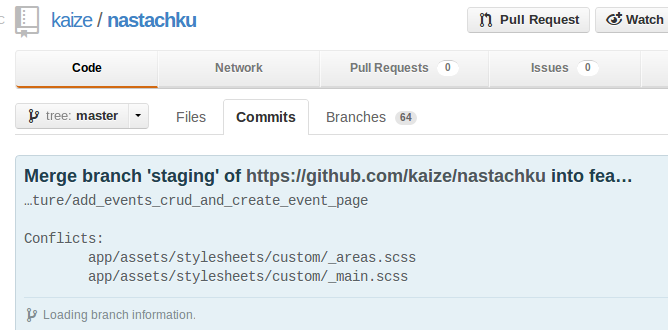 kaize / nastachku
Pull Request
Watch
Code
Network
Pull Requests 0
Issues 0
tree: master
Files
Commits
Branches 64
Merge branch 'staging' of https://github.com/kaize/nastachku into fea…
…ture/add_events_crud_and_create_event_page
Conflicts:
app/assets/stylesheets/custom/_areas.scss
app/assets/stylesheets/custom/_main.scss
Loading branch information.